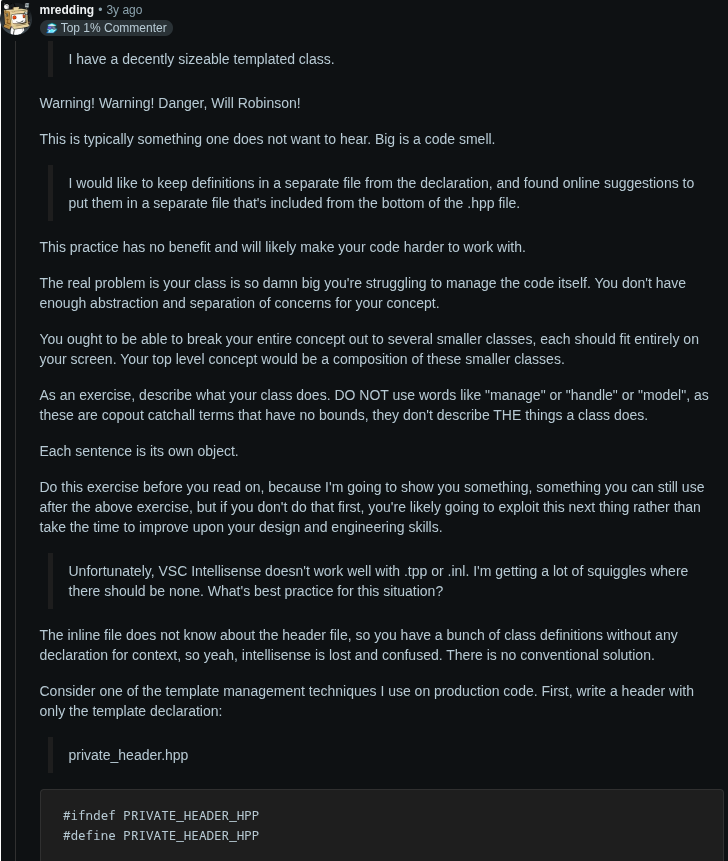 mredding • 3y ago
Top 1% Commenter
I have a decently sizeable templated class.
Warning! Warning! Danger, Will Robinson!
This is typically something one does not want to hear. Big is a code smell.
I would like to keep definitions in a separate file from the declaration, and found online suggestions to
put them in a separate file that's included from the bottom of the .hpp file.
This practice has no benefit and will likely make your code harder to work with.
The real problem is your class is so damn big you're struggling to manage the code itself. You don't have
enough abstraction and separation of concerns for your concept.
You ought to be able to break your entire concept out to several smaller classes, each should fit entirely on
your screen. Your top level concept would be a composition of these smaller classes.
As an exercise, describe what your class does. DO NOT use words like "manage" or "handle" or "model", as
these are copout catchall terms that have no bounds, they don't describe THE things a class does.
Each sentence is its own object.
Do this exercise before you read on, because I'm going to show you something, something you can still use
after the above exercise, but if you don't do that first, you're likely going to exploit this next thing rather than
take the time to improve upon your design and engineering skills.
Unfortunately, VSC Intellisense doesn't work well with .tpp or .inl. I'm getting a lot of squiggles where
there should be none. What's best practice for this situation?
The inline file does not know about the header file, so you have a bunch of class definitions without any
declaration for context, so yeah, intellisense is lost and confused. There is no conventional solution.
Consider one of the template management techniques I use on production code. First, write a header with
only the template declaration:
private_header.hpp
#ifndef PRIVATE_HEADER_HPP
#define PRIVATE_HEADER_HPP